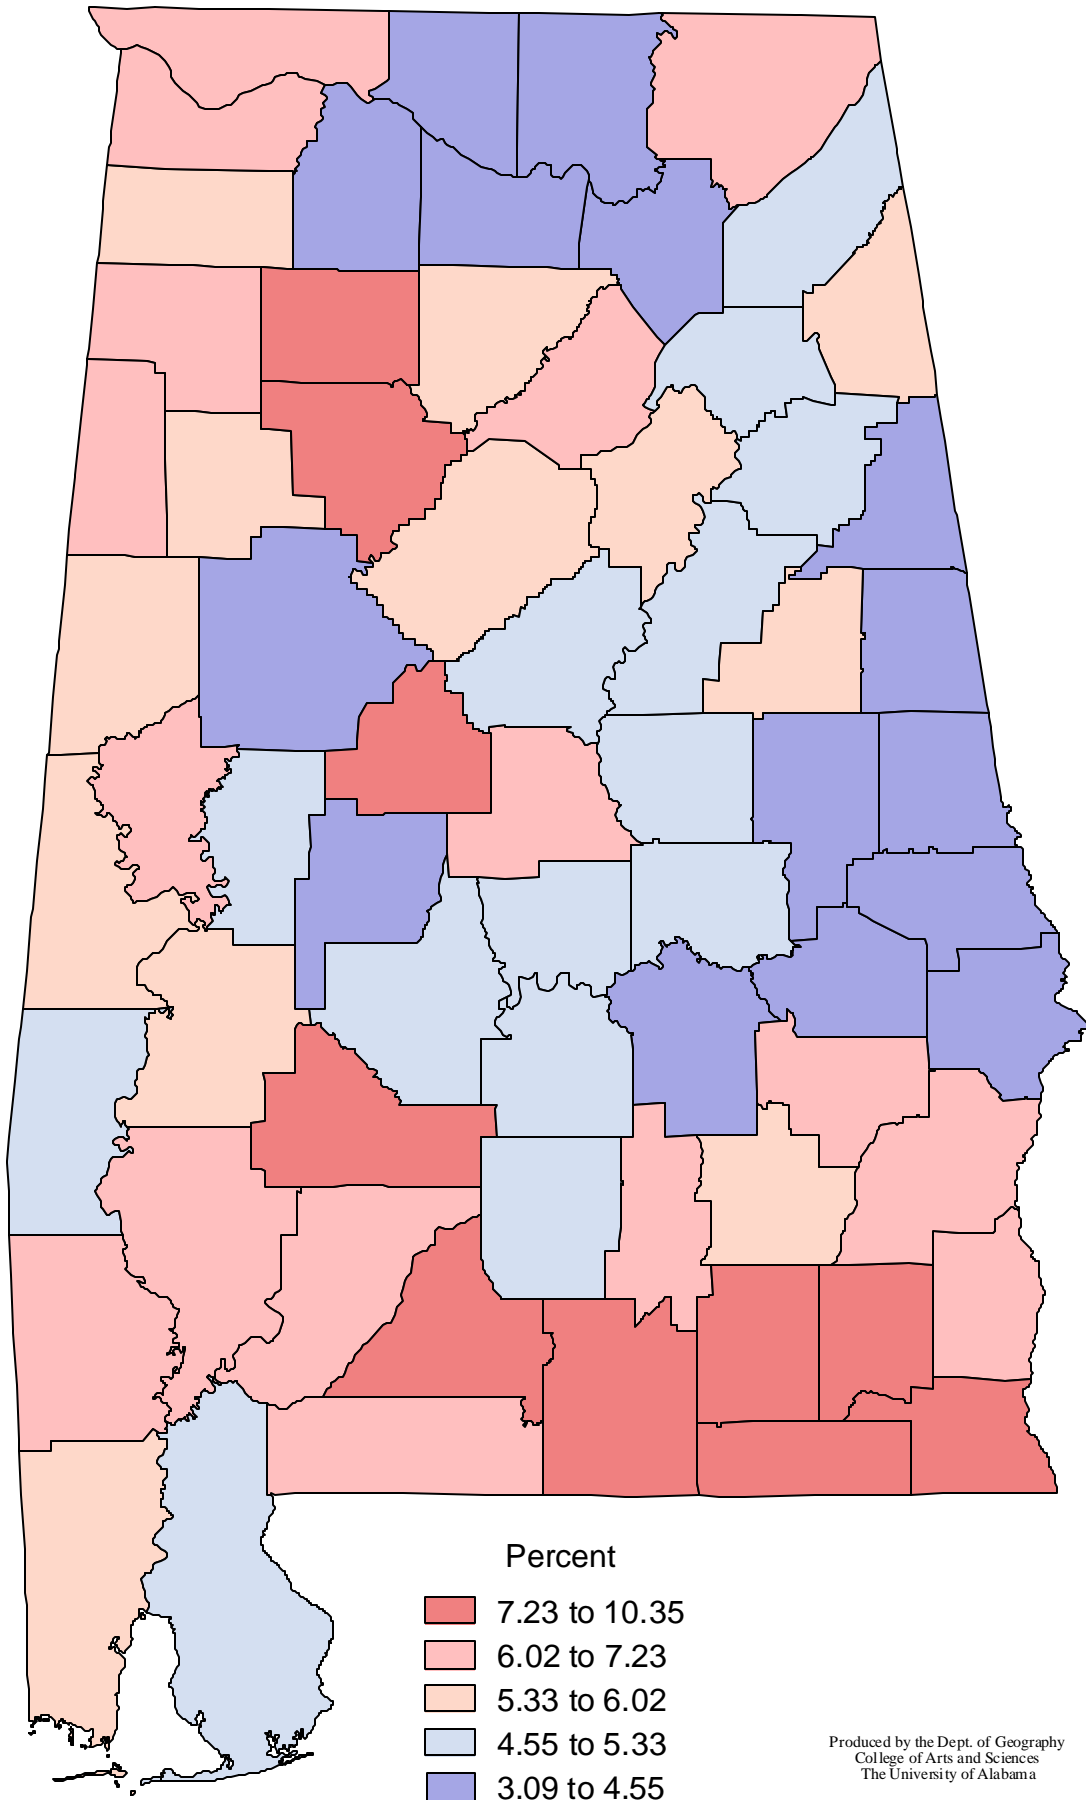 Percent
7.23 to 10.35
6.02 to 7.23
5.33 to 6.02
4.55 to 5.33
3.09 to 4.55
Produced by the Dept. of Geography
College of Arts and Sciences
The University of Alabama